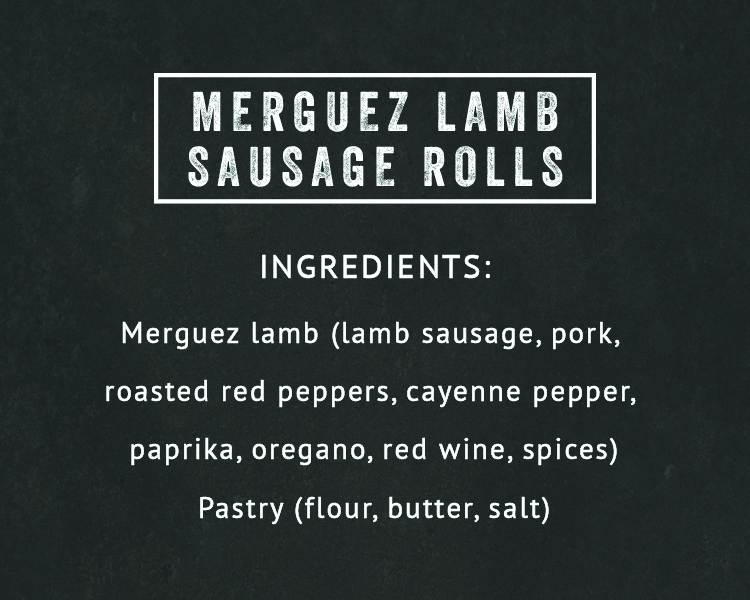 MERGUEZ LAMB
SAUSAGE ROLLS
INGREDIENTS:
Merguez lamb (lamb sausage, pork,
roasted red peppers, cayenne pepper,
paprika, oregano, red wine, spices)
Pastry (flour, butter, salt)